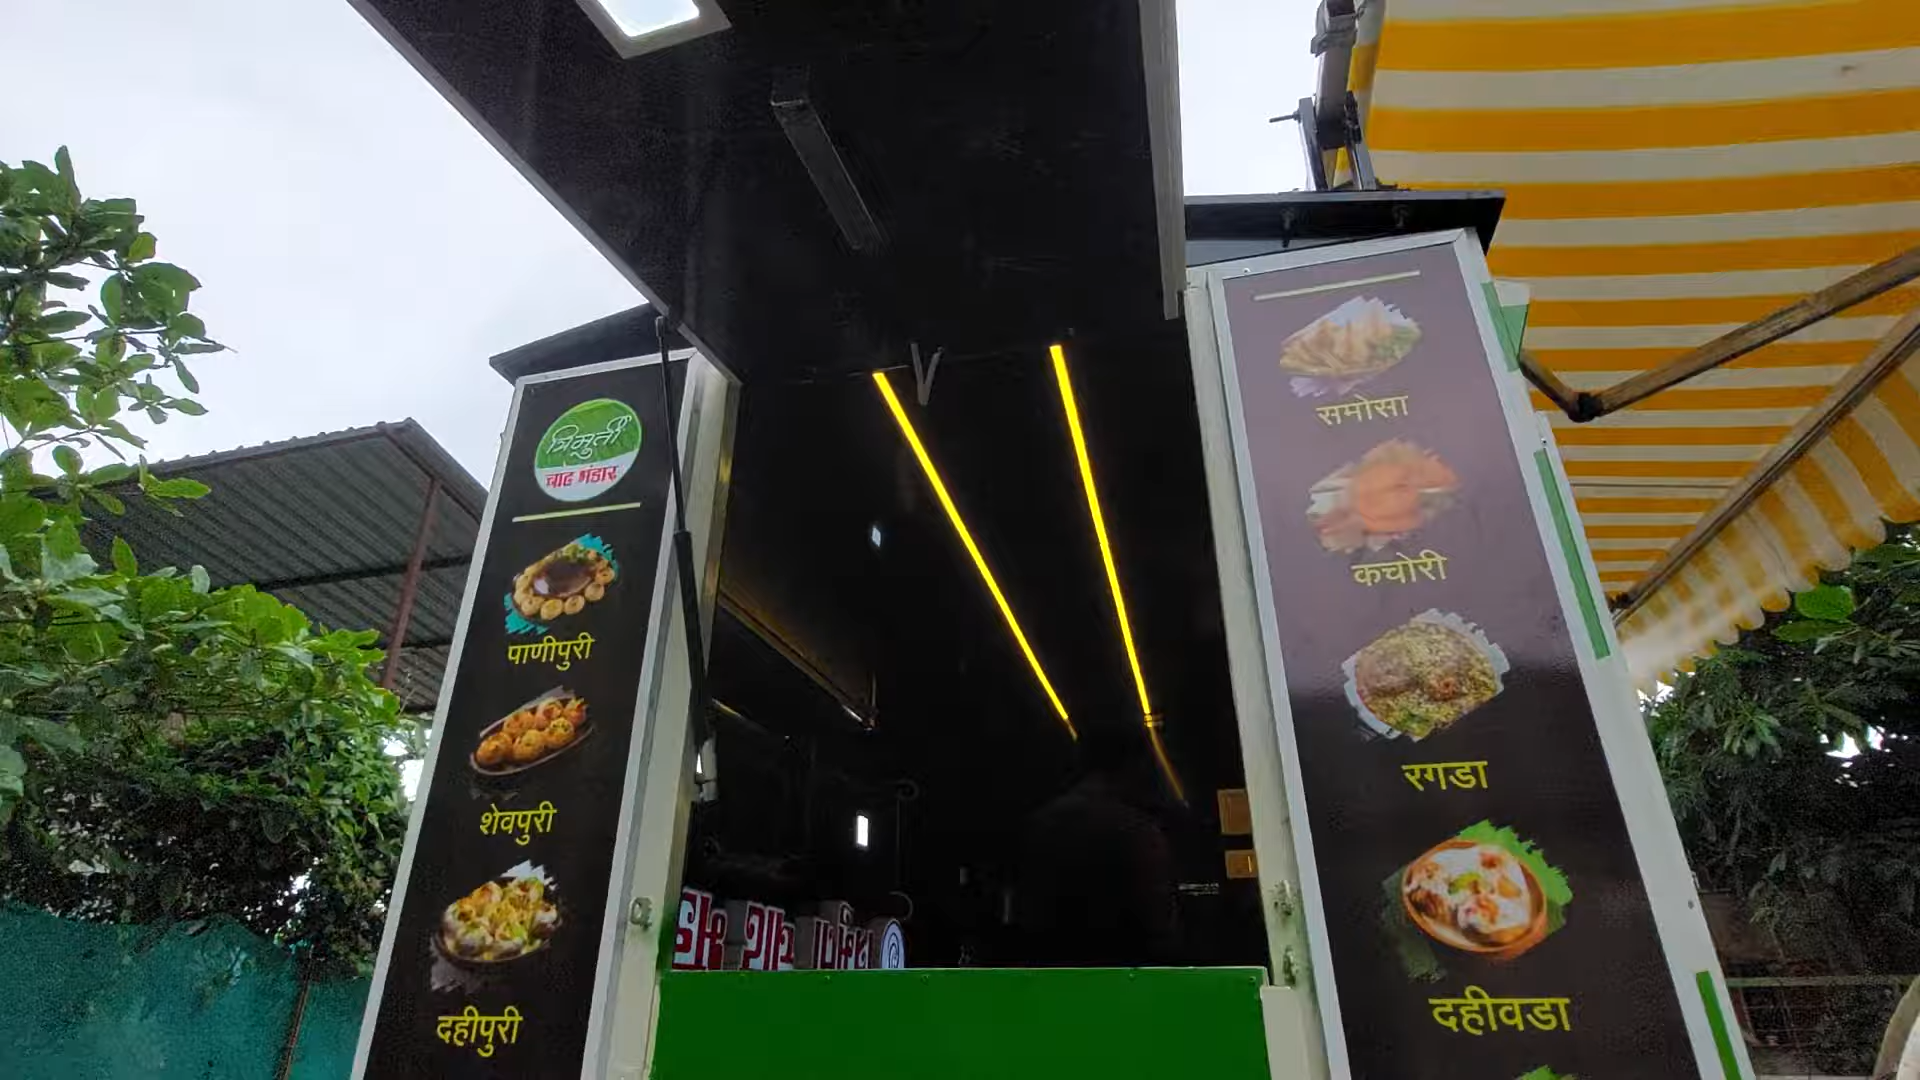 त्रिमुर्ती
चाट भंडार
पाणीपुरी
शेवपुरी
दहीपुरी
समोसा
कचोरी
रगडा
दहीवडा